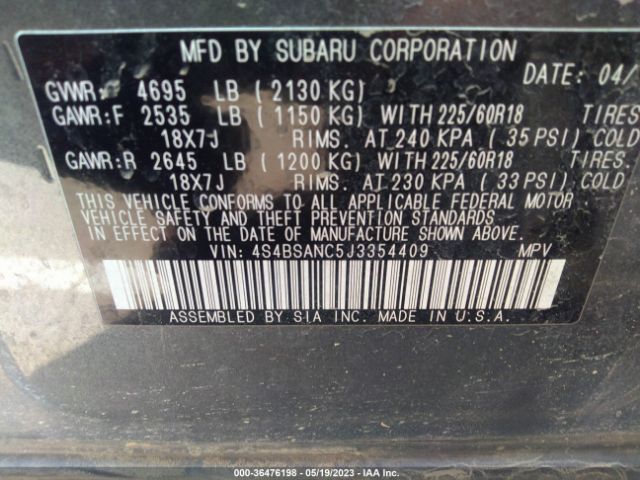 MFD BY SUBARU CORPORATION
DATE: 04/
GVWR: 4695 LB ( 2130 KG)
GAWR:F 2535 LB ( 1150 KG) WITH 225/60R18 TIRES
18X7J RIMS. AT 240 KPA ( 35 PSI) COLD
GAWR:R 2645 LB ( 1200 KG) WITH 225/60R18 TIRES.
18X7J RIMS. AT 230 KPA ( 33 PSI) COLD
THIS VEHICLE CONFORMS TO ALL APPLICABLE FEDERAL MOTOR
VEHICLE SAFETY AND THEFT PREVENTION STANDARDS
IN EFFECT ON THE DATE OF MANUFACTURE SHOWN ABOVE.
VIN: 4S4BSANC5J3354409 MPV
ASSEMBLED BY SIA INC. MADE IN U.S.A.
000-36476198 - 05/19/2023 - IAA Inc.